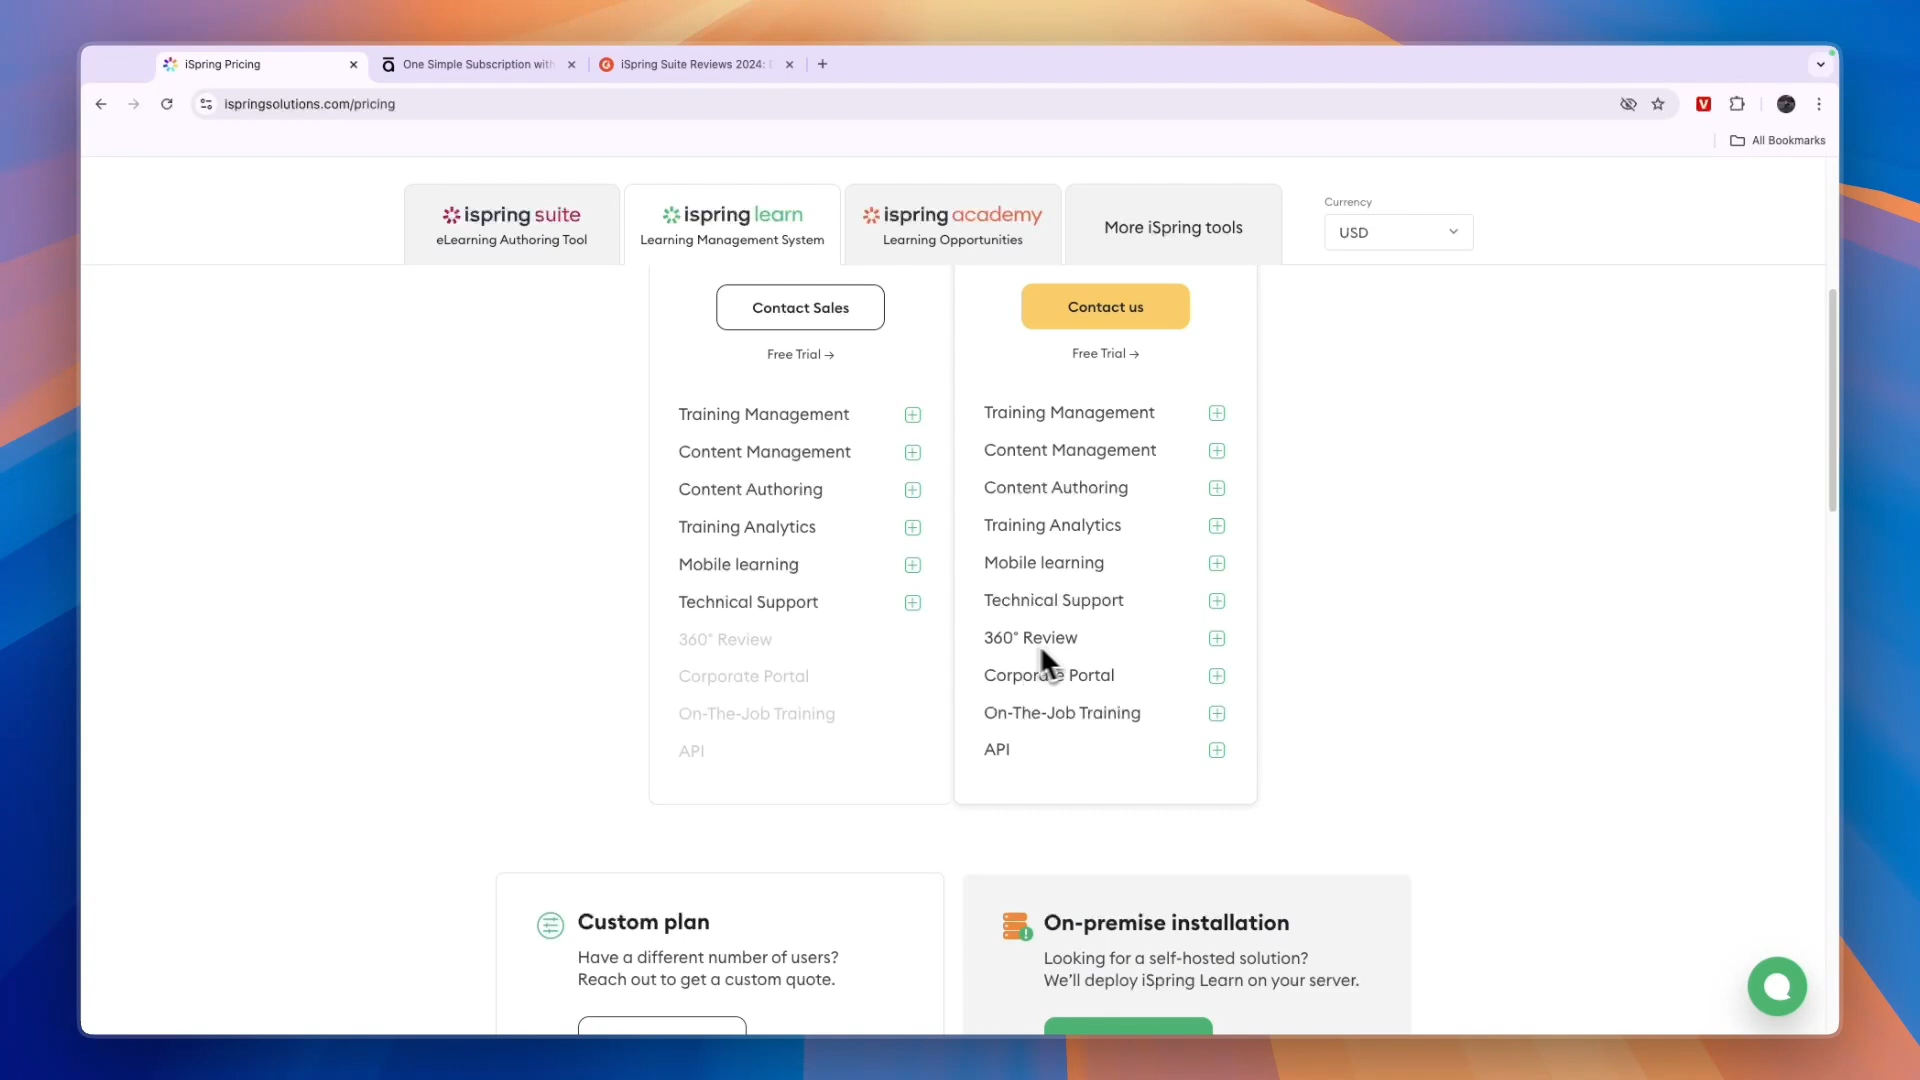 iSpring Pricing
One Simple Subscription with
iSpring Suite Reviews 2024:
ispringsolutions.com/pricing
All Bookmarks
ispring suite
eLearning Authoring Tool
ispring learn
Learning Management System
ispring academy
Learning Opportunities
More iSpring tools
Currency
USD
Contact Sales
Free Trial →
Training Management
Content Management
Content Authoring
Training Analytics
Mobile learning
Technical Support
360° Review
Corporate Portal
On-The-Job Training
API
Contact us
Free Trial →
Training Management
Content Management
Content Authoring
Training Analytics
Mobile learning
Technical Support
360° Review
Corporate Portal
On-The-Job Training
API
Custom plan
Have a different number of users?
Reach out to get a custom quote.
On-premise installation
Looking for a self-hosted solution?
We'll deploy iSpring Learn on your server.